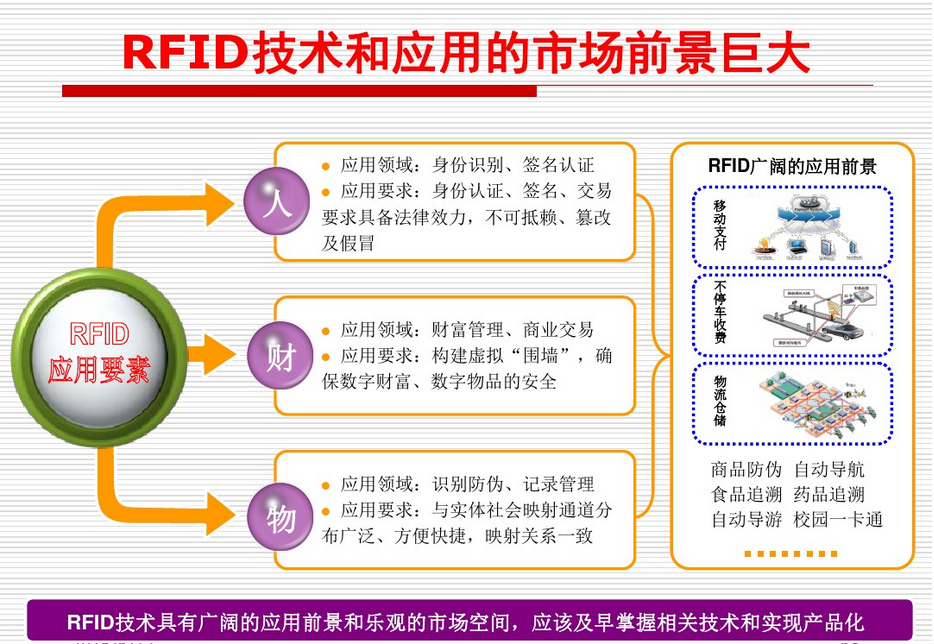 RFID技术和应用的市场前景巨大
RFID
应用要素
人
应用领域：身份识别、签名认证
应用要求：身份认证、签名、交易
要求具备法律效力，不可抵赖、篡改
及假冒
财
应用领域：财富管理、商业交易
应用要求：构建虚拟“围墙”，确
保数字财富、数字物品的安全
物
应用领域：识别防伪、记录管理
应用要求：与实体社会映射通道分
布广泛、方便快捷，映射关系一致
RFID广阔的应用前景
移动支付
不停车收费
物流仓储
商品防伪 自动导航
食品追溯 药品追溯
自动导游 校园一卡通
RFID技术具有广阔的应用前景和乐观的市场空间，应该及早掌握相关技术和实现产品化